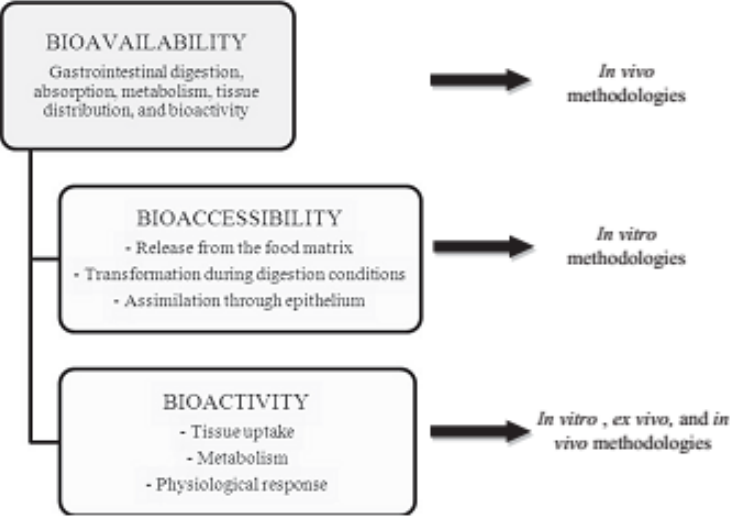 BIOAVAILABILITY
Gastrointestinal digestion,
absorption, metabolism, tissue
distribution, and bioactivity
In vivo
methodologies
BIOACCESSIBILITY
- Release from the food matrix
- Transformation during digestion conditions
- Assimilation through epithelium
In vitro
methodologies
BIOACTIVITY
- Tissue uptake
- Metabolism
- Physiological response
In vitro , ex vivo, and in
vivo methodologies